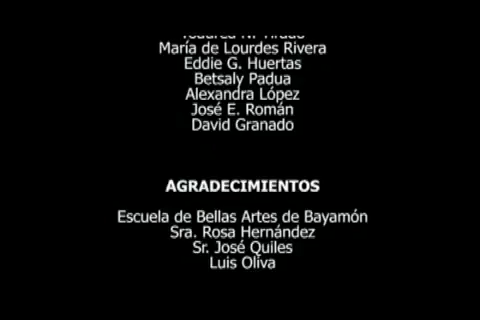 María de Lourdes Rivera
Eddie G. Huertas
Betsaly Padua
Alexandra López
José E. Román
David Granado
AGRADECIMIENTOS
Escuela de Bellas Artes de Bayamón
Sra. Rosa Hernández
Sr. José Quiles
Luis Oliva